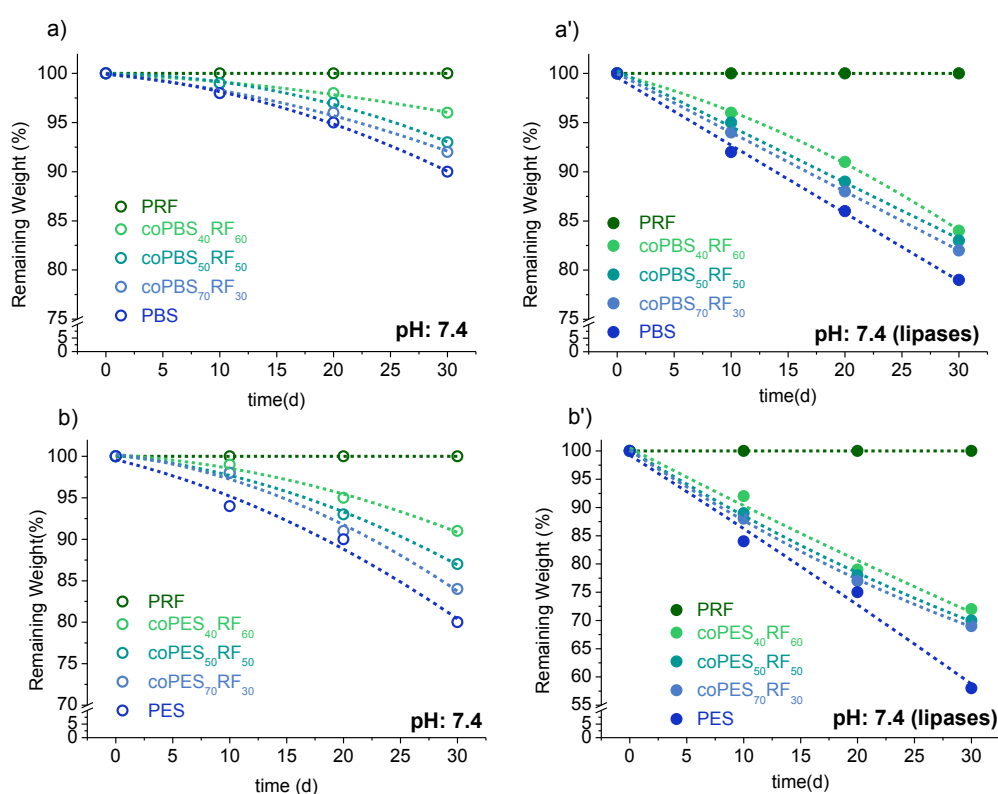 a)
Remaining Weight (%)
100
95
90
85
80
75
5
0
PRF
coPBS₄₀RF₆₀
coPBS₅₀RF₅₀
coPBS₇₀RF₃₀
PBS
pH: 7.4
0 5 10 15 20 25 30
time(d)
a')
Remaining Weight (%)
100
95
90
85
80
75
5
0
PRF
coPBS₄₀RF₆₀
coPBS₅₀RF₅₀
coPBS₇₀RF₃₀
PBS
pH: 7.4 (lipases)
0 5 10 15 20 25 30
time(d)
b)
Remaining Weight(%)
100
95
90
85
80
75
70
5
0
PRF
coPES₄₀RF₆₀
coPES₅₀RF₅₀
coPES₇₀RF₃₀
PES
pH: 7.4
0 5 10 15 20 25 30
time (d)
b')
Remaining Weight (%)
100
95
90
85
80
75
70
65
60
55
5
0
PRF
coPES₄₀RF₆₀
coPES₅₀RF₅₀
coPES₇₀RF₃₀
PES
pH: 7.4 (lipases)
0 5 10 15 20 25 30
time(d)